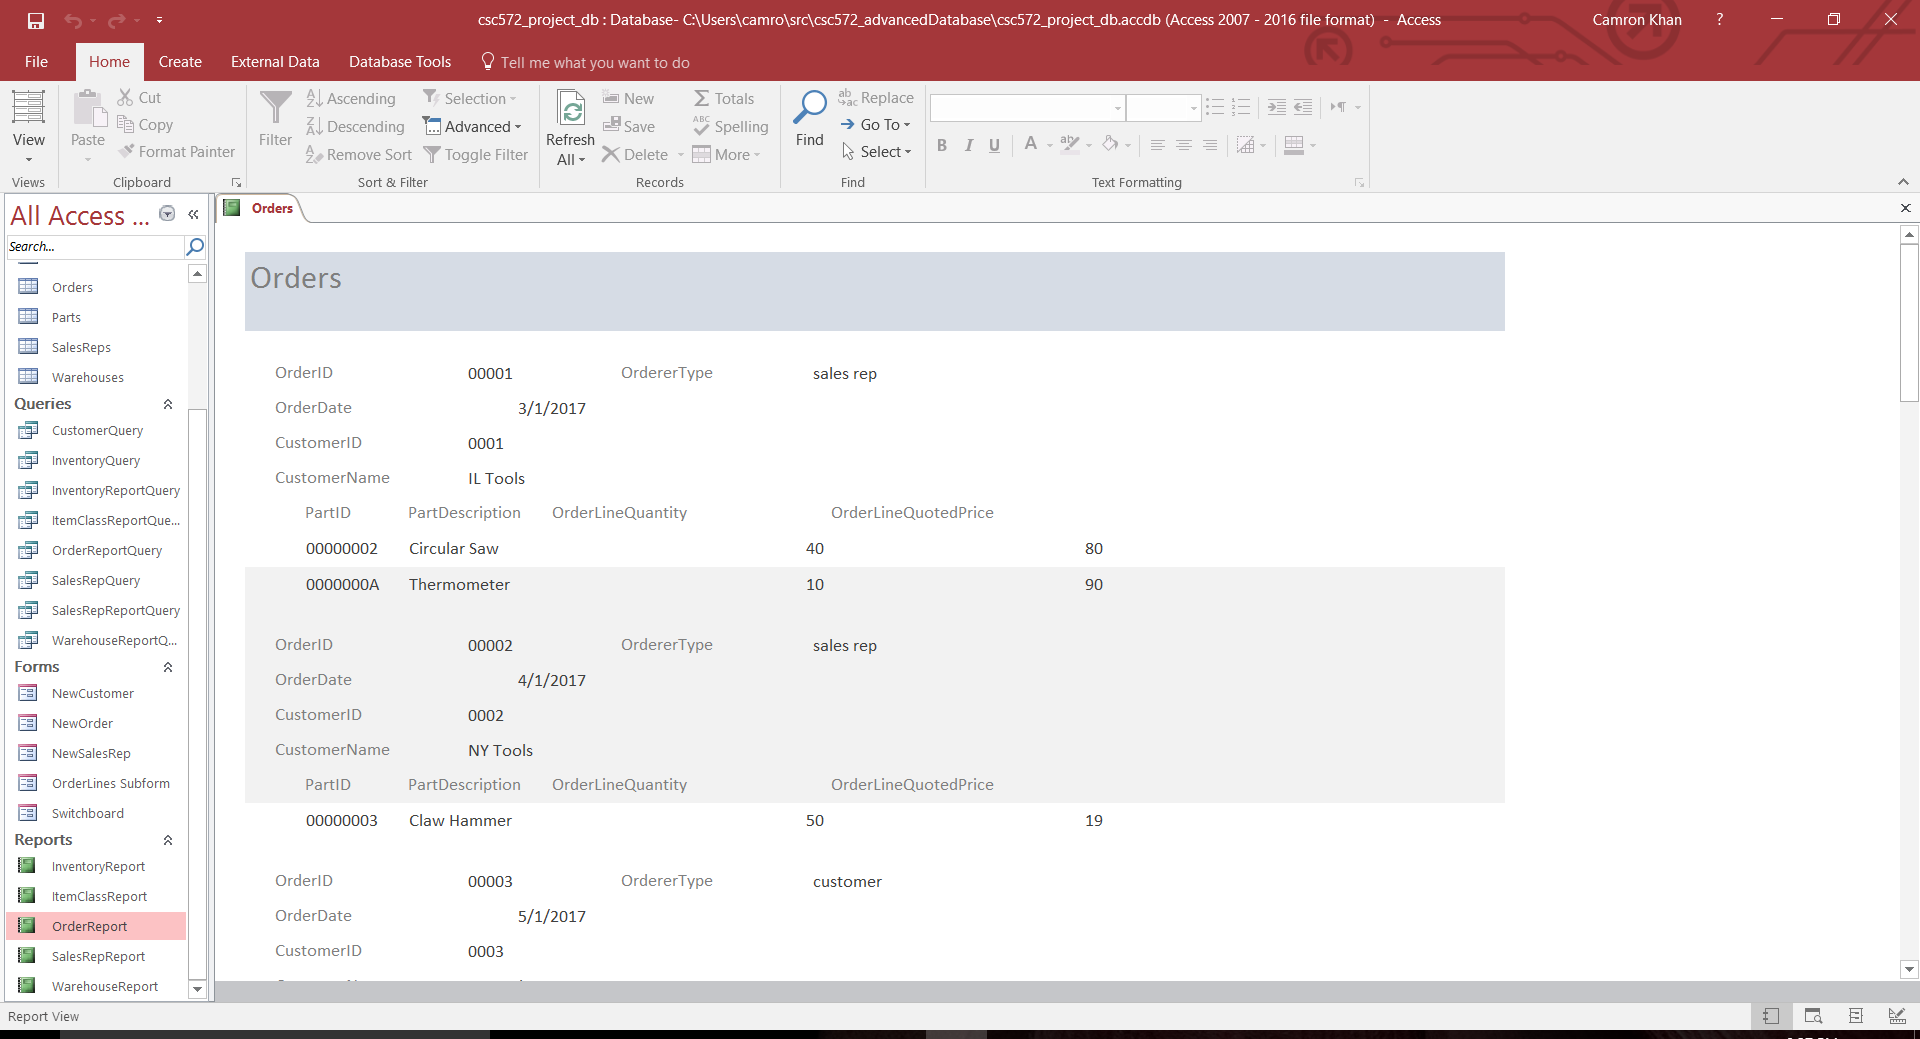 csc572_project_db : Database- C:\Users\camro\src\csc572_advancedDatabase\csc572_project_db.accdb (Access 2007 - 2016 file format) - Access
Camron Khan ?
File Home Create External Data Database Tools Tell me what you want to do
View
Views
Paste
Cut
Copy
Format Painter
Clipboard
Filter
Ascending
Descending
Remove Sort
Selection
Advanced
Toggle Filter
Sort & Filter
Refresh
All
New
Save
Delete
Totals
Spelling
More
Records
Find
Replace
Go To
Select
Find
B I U A
Text Formatting
All Access ...
Search...
Orders
Parts
SalesReps
Warehouses
Queries
CustomerQuery
InventoryQuery
InventoryReportQuery
ItemClassReportQue...
OrderReportQuery
SalesRepQuery
SalesRepReportQuery
WarehouseReportQ...
Forms
NewCustomer
NewOrder
NewSalesRep
OrderLines Subform
Switchboard
Reports
InventoryReport
ItemClassReport
OrderReport
SalesRepReport
WarehouseReport
Orders
Orders
OrderID 00001 OrdererType sales rep
OrderDate 3/1/2017
CustomerID 0001
CustomerName IL Tools
PartID PartDescription OrderLineQuantity OrderLineQuotedPrice
00000002 Circular Saw 40 80
0000000A Thermometer 10 90
OrderID 00002 OrdererType sales rep
OrderDate 4/1/2017
CustomerID 0002
CustomerName NY Tools
PartID PartDescription OrderLineQuantity OrderLineQuotedPrice
00000003 Claw Hammer 50 19
OrderID 00003 OrdererType customer
OrderDate 5/1/2017
CustomerID 0003
Report View